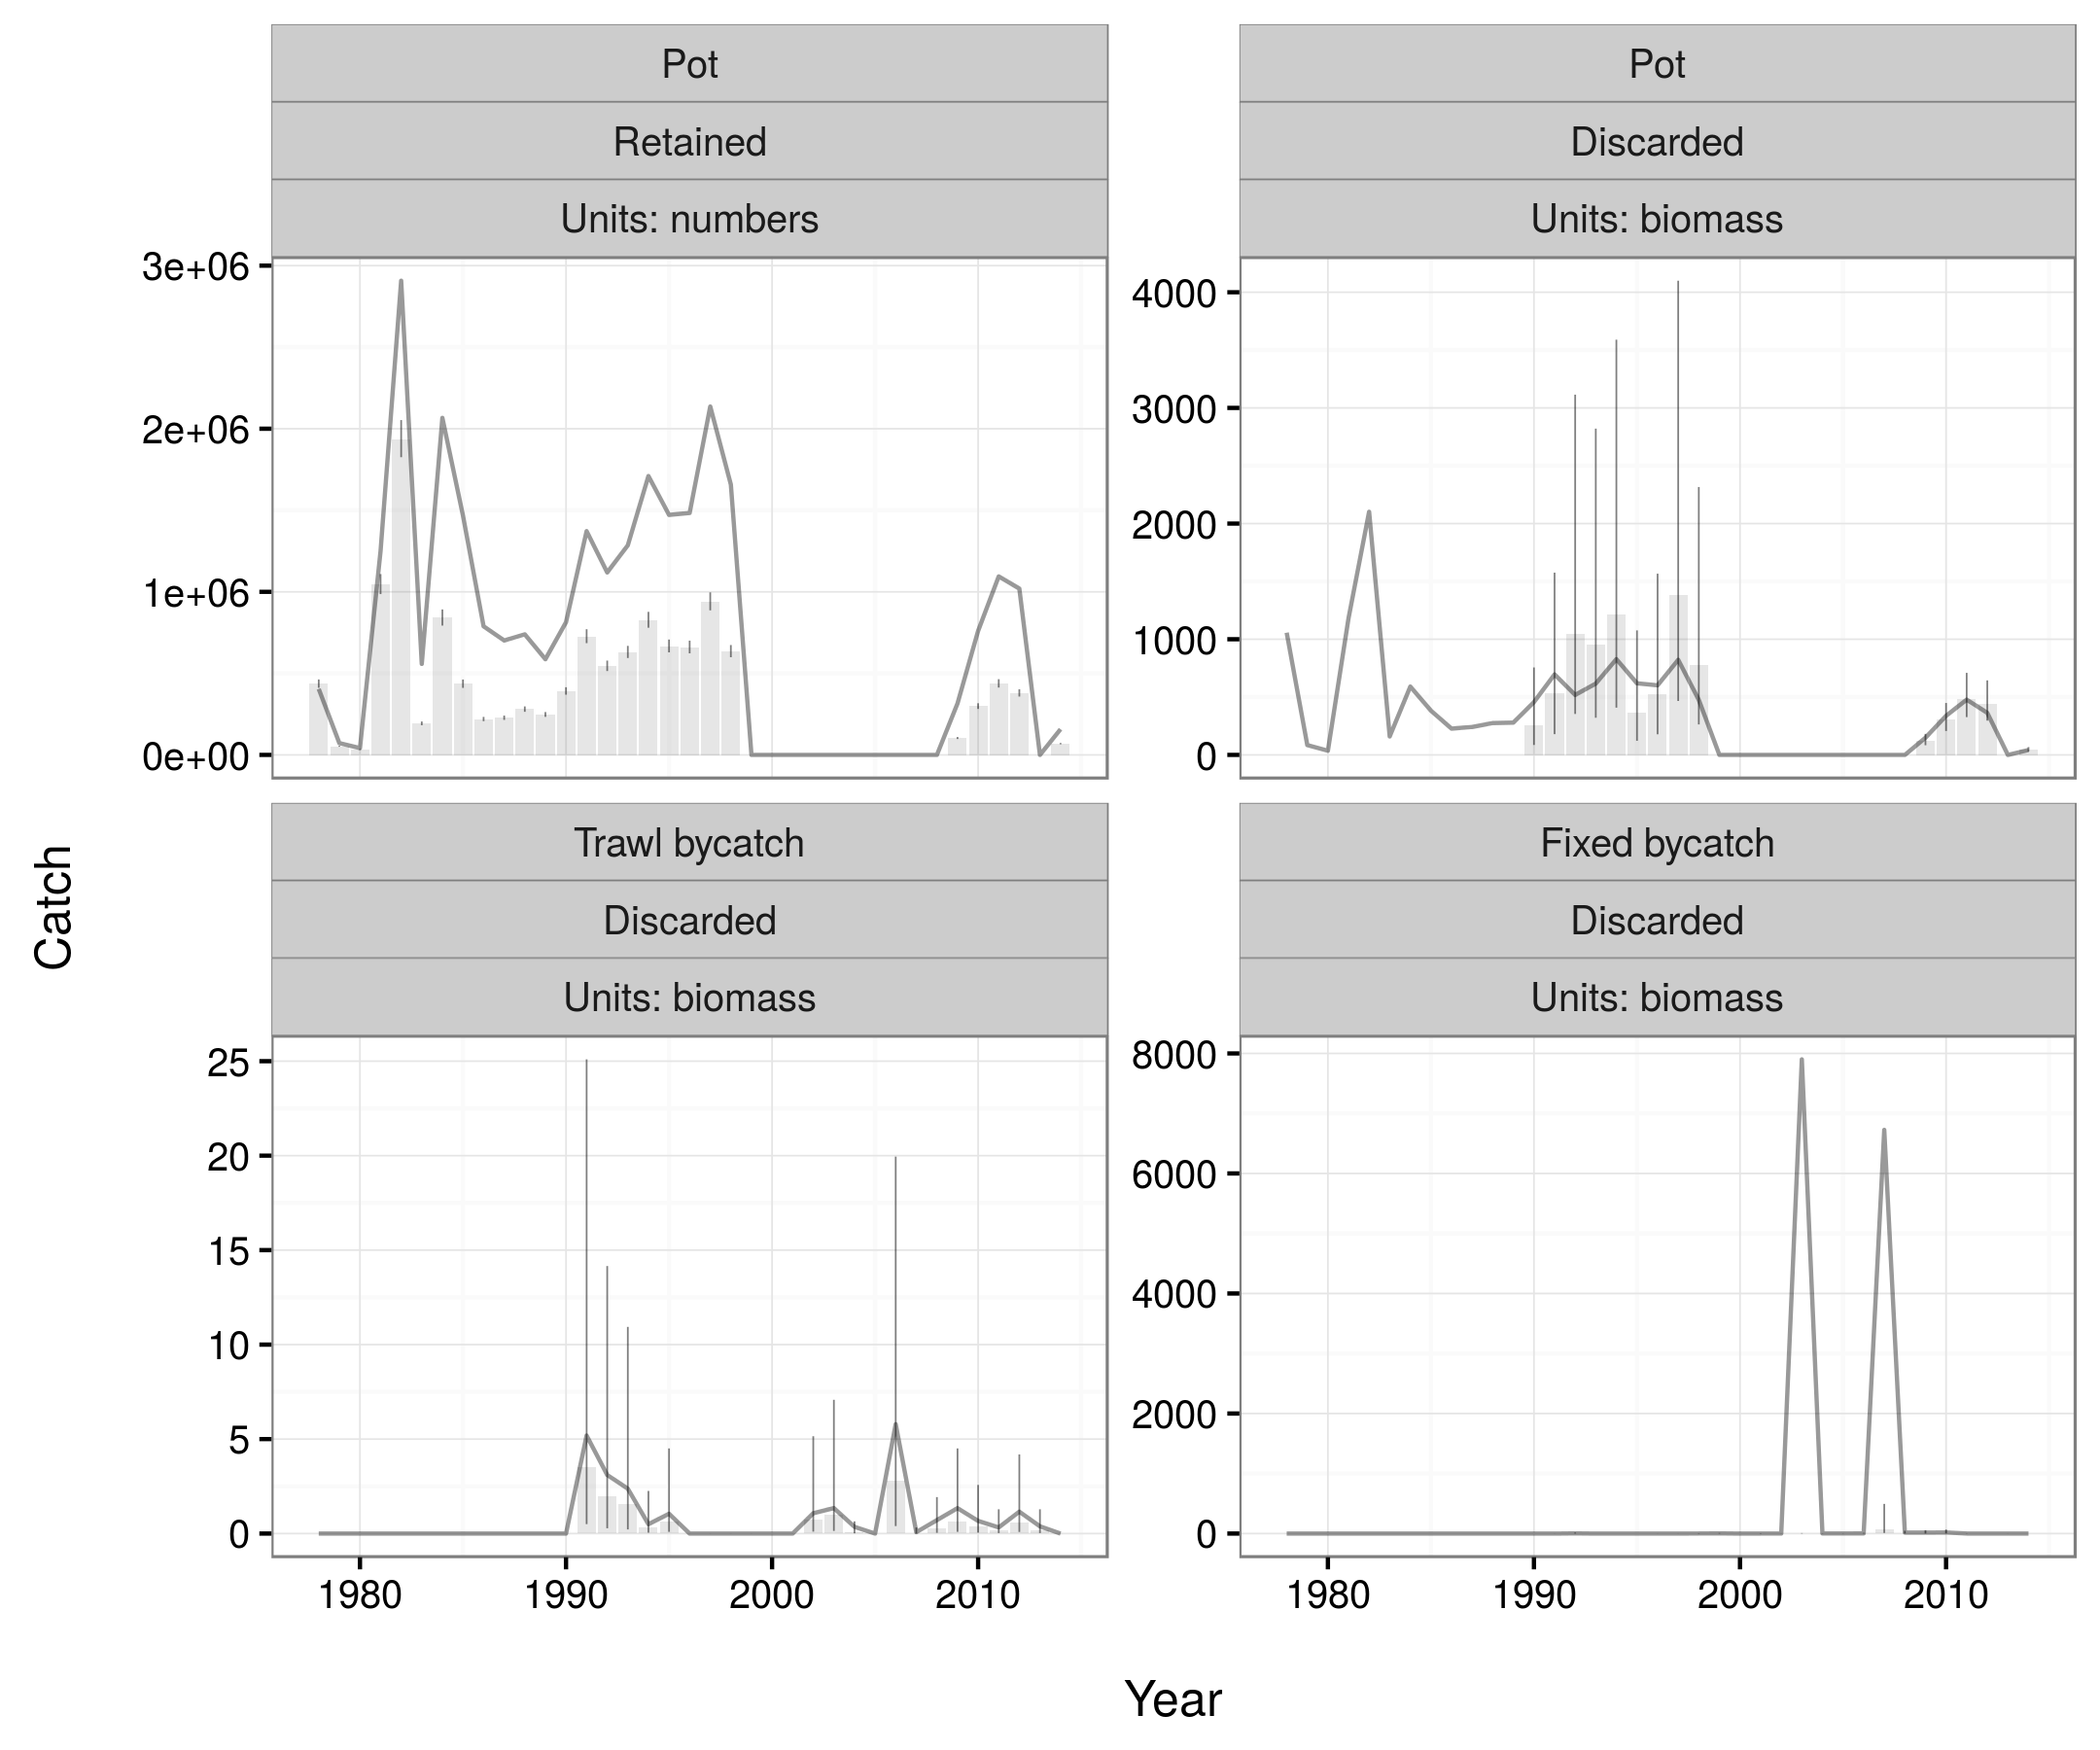 Pot
Retained
Units: numbers
3e+06
2e+06
1e+06
0e+00
Pot
Discarded
Units: biomass
4000
3000
2000
1000
0
Catch
Trawl bycatch
Discarded
Units: biomass
25
20
15
10
5
0
1980 1990 2000 2010
Fixed bycatch
Discarded
Units: biomass
8000
6000
4000
2000
0
1980 1990 2000 2010
Year